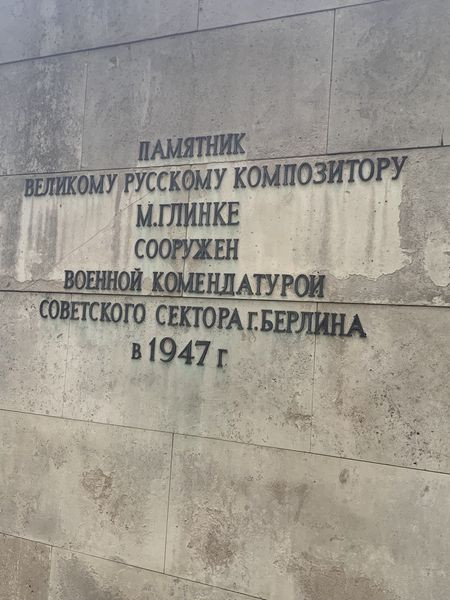 ПАМЯТНИК
ВЕЛИКОМУ РУССКОМУ КОМПОЗИТОРУ
М.ГЛИНКЕ
СООРУЖЕН
ВОЕННОЙ КОМЕНДАТУРОЙ
СОВЕТСКОГО СЕКТОРА г.БЕРЛИНА
в 1947 г